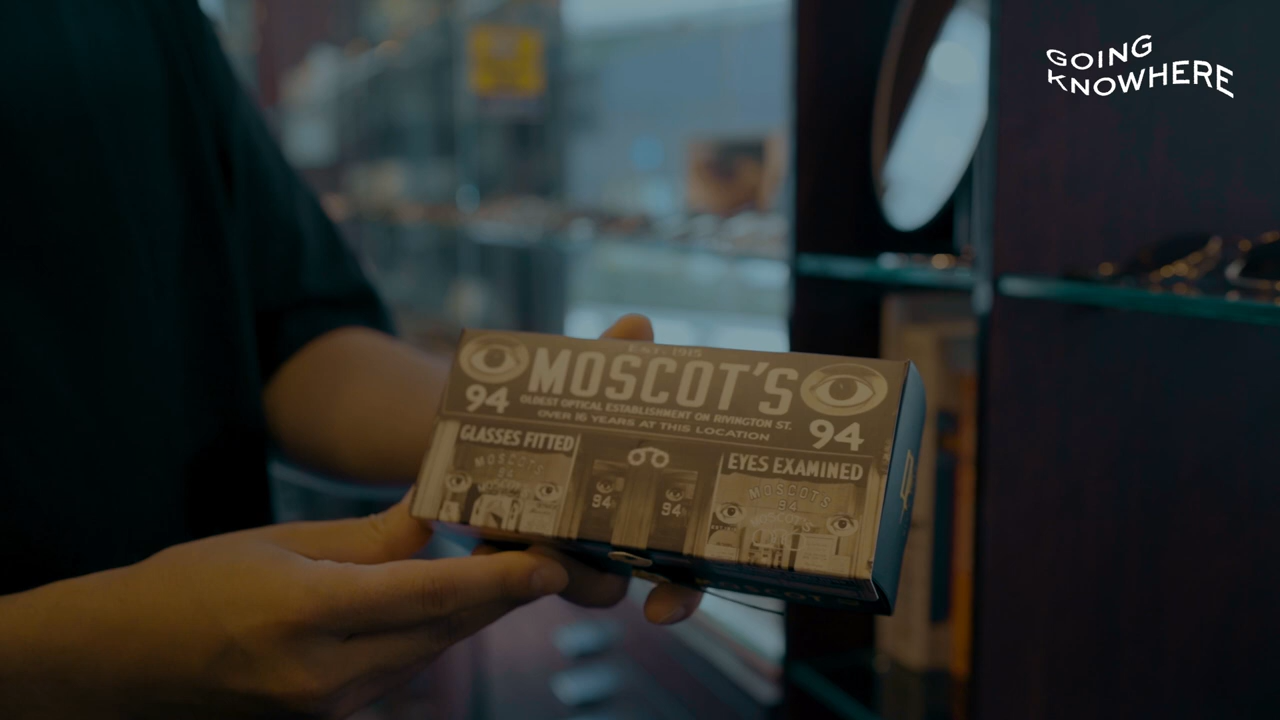 GOING
KNOWHERE
EST. 1915
MOSCOT'S
94 OLDEST OPTICAL ESTABLISHMENT ON RIVINGTON ST. 94
OVER 16 YEARS AT THIS LOCATION
GLASSES FITTED
EYES EXAMINED
MOSCOTS
94
94
94
MOSCOTS
94
MOSCOT'S